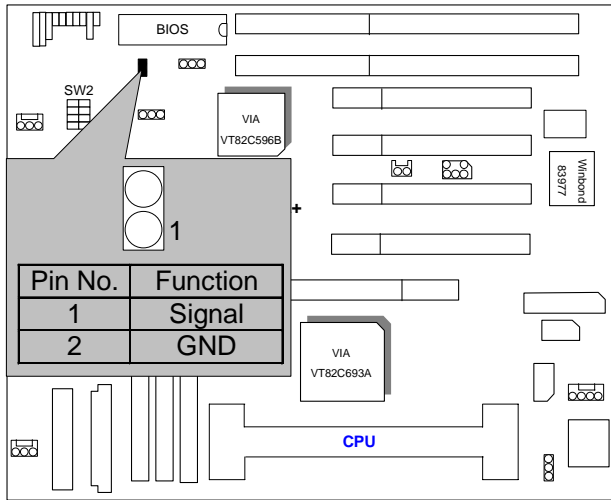 BIOS
SW2
VIA
VT82C596B
Winbond
83977
+
1
Pin No. Function
1 Signal
2 GND
VIA
VT82C693A
CPU